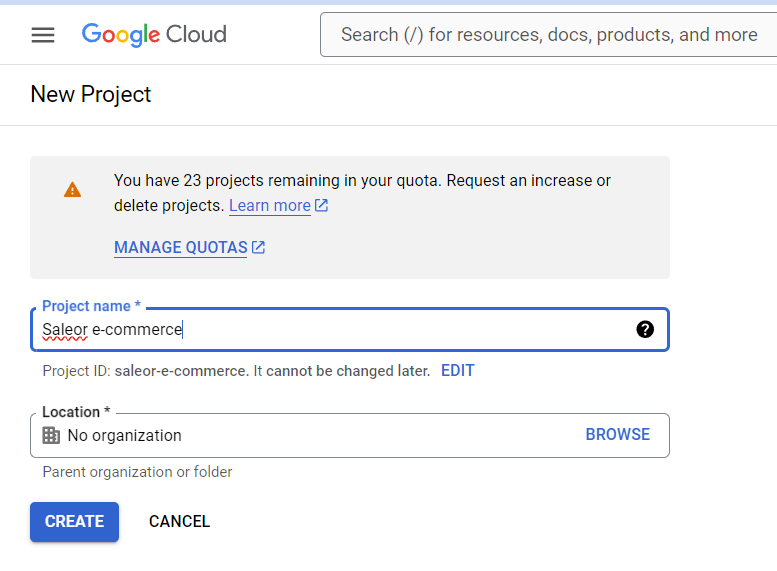 Google Cloud
Search (/) for resources, docs, products, and more
New Project
You have 23 projects remaining in your quota. Request an increase or
delete projects. Learn more
MANAGE QUOTAS
Project name *
Saleor e-commerce
Project ID: saleor-e-commerce. It cannot be changed later. EDIT
Location *
No organization BROWSE
Parent organization or folder
CREATE CANCEL